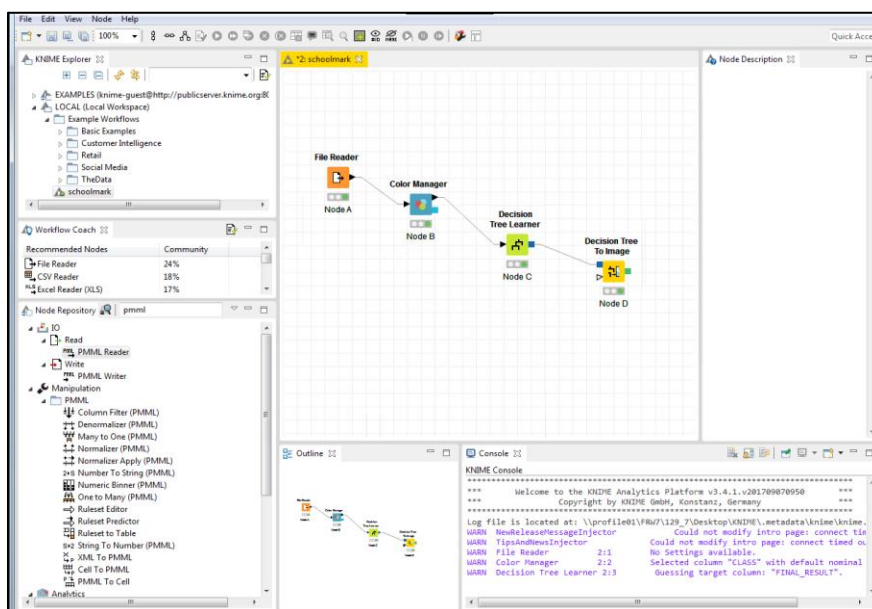 File Edit View Node Help
100%
Quick Acce
KNIME Explorer
EXAMPLES (knime-guest@http://publicserver.knime.org:80
LOCAL (Local Workspace)
Example Workflows
Basic Examples
Customer Intelligence
Retail
Social Media
TheData
schoolmark
Workflow Coach
Recommended Nodes Community
File Reader 24%
CSV Reader 18%
Excel Reader (XLS) 17%
Node Repository pmml
IO
Read
PMML Reader
Write
PMML Writer
Manipulation
PMML
Column Filter (PMML)
Denormalizer (PMML)
Many to One (PMML)
Normalizer (PMML)
Normalizer Apply (PMML)
Number To String (PMML)
Numeric Binner (PMML)
One to Many (PMML)
Ruleset Editor
Ruleset Predictor
Ruleset to Table
String To Number (PMML)
XML To PMML
Cell To PMML
PMML To Cell
Analytics
*2: schoolmark
File Reader
Node A
Color Manager
Node B
Decision
Tree Learner
Node C
Decision Tree
To Image
Node D
Node Description
Outline
Console
KNIME Console
*** Welcome to the KNIME Analytics Platform v3.4.1.v201709070950 ***
*** Copyright by KNIME GmbH, Konstanz, Germany ***
Log file is located at: \\profile01\FRW7\129_7\Desktop\KNIME\.metadata\knime\knime.
WARN NewReleaseMessageInjector Could not modify intro page: connect tim
WARN TipsAndNewsInjector Could not modify intro page: connect timed ou
WARN File Reader 2:1 No Settings available.
WARN Color Manager 2:2 Selected column "CLASS" with default nominal
WARN Decision Tree Learner 2:3 Guessing target column: "FINAL_RESULT".